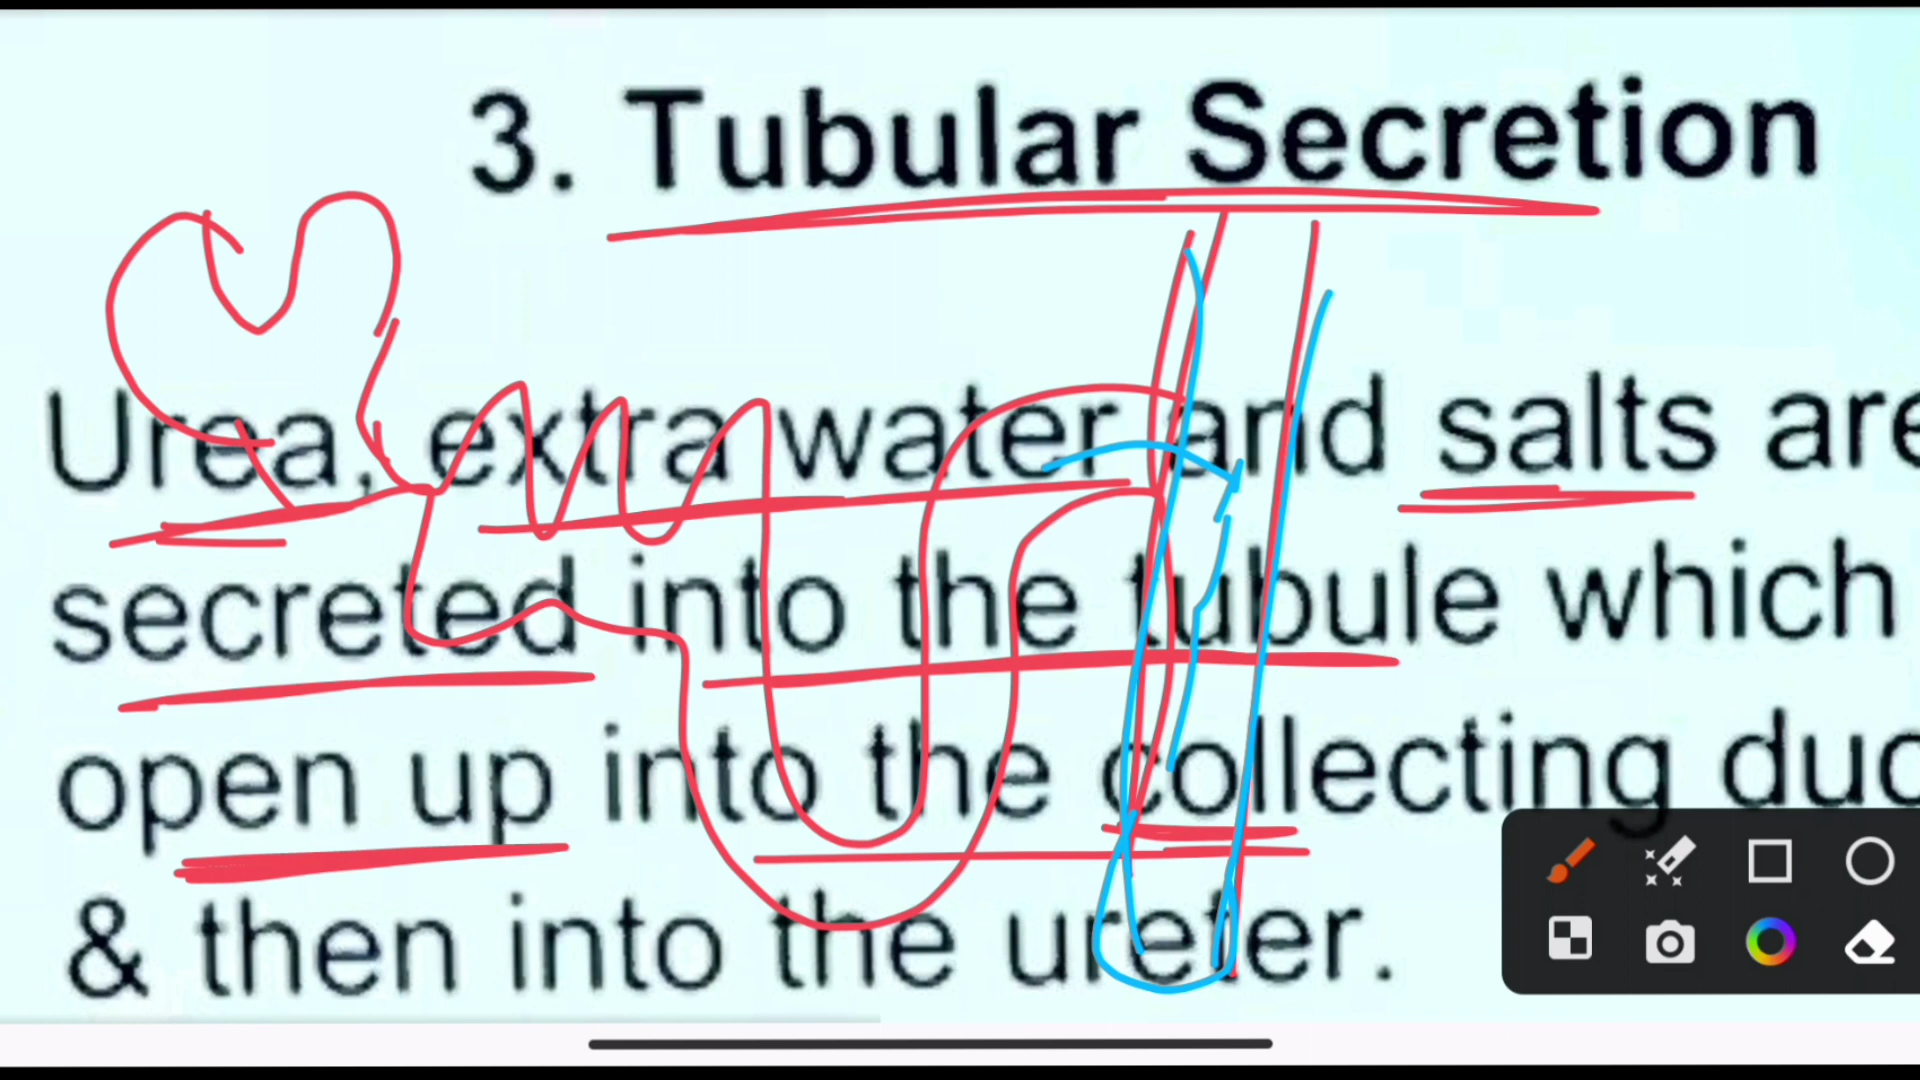 3. Tubular Secretion
Urea, extra water and salts are
secreted into the tubule which
open up into the collecting
& then into the ureter.